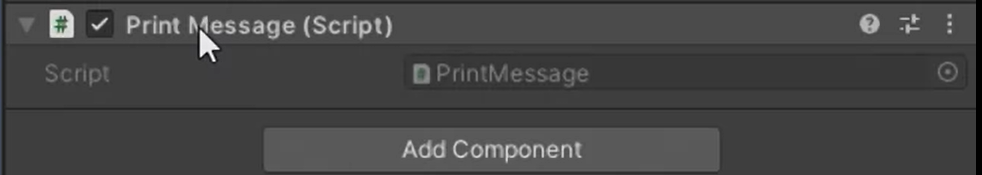 Print Message (Script)
Script PrintMessage
Add Component